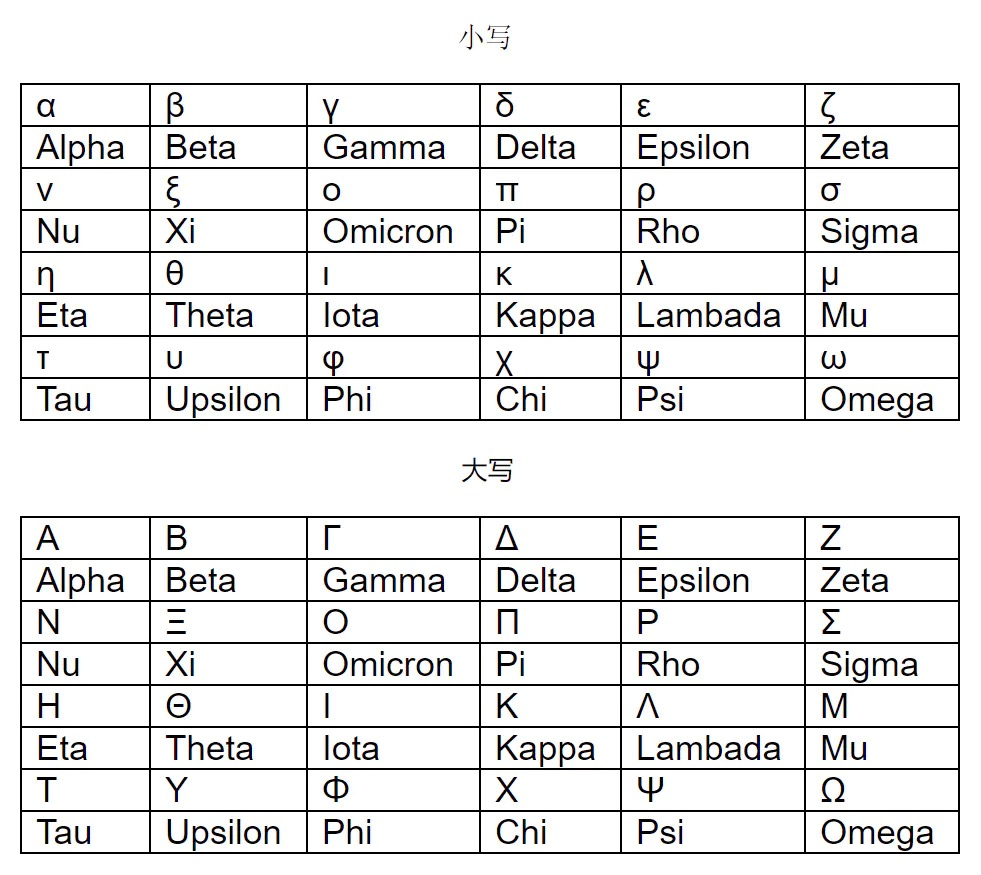 小写
α β γ δ ε ζ
Alpha Beta Gamma Delta Epsilon Zeta
ν ξ ο π ρ σ
Nu Xi Omicron Pi Rho Sigma
η θ ι κ λ μ
Eta Theta Iota Kappa Lambada Mu
τ υ φ χ ψ ω
Tau Upsilon Phi Chi Psi Omega
大写
Α Β Γ Δ Ε Ζ
Alpha Beta Gamma Delta Epsilon Zeta
Ν Ξ Ο Π Ρ Σ
Nu Xi Omicron Pi Rho Sigma
Η Θ Ι Κ Λ Μ
Eta Theta Iota Kappa Lambada Mu
Τ Υ Φ Χ Ψ Ω
Tau Upsilon Phi Chi Psi Omega